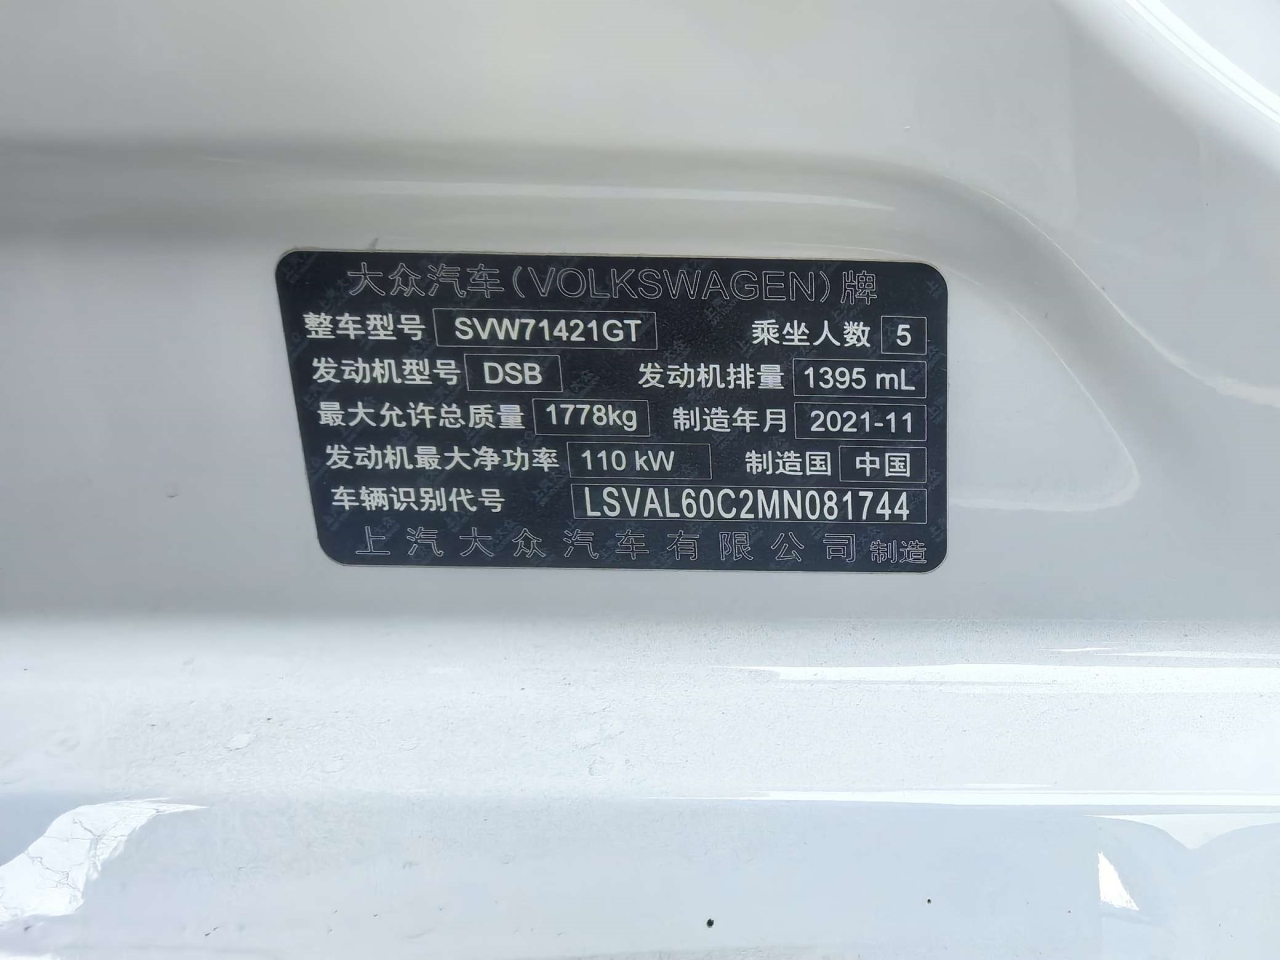 大众汽车(VOLKSWAGEN)牌
整车型号 SVW71421GT 乘坐人数 5
发动机型号 DSB 发动机排量 1395 mL
最大允许总质量 1778kg 制造年月 2021-11
发动机最大净功率 110 kW 制造国 中国
车辆识别代号 LSVAL60C2MN081744
上汽大众汽车有限公司 制造